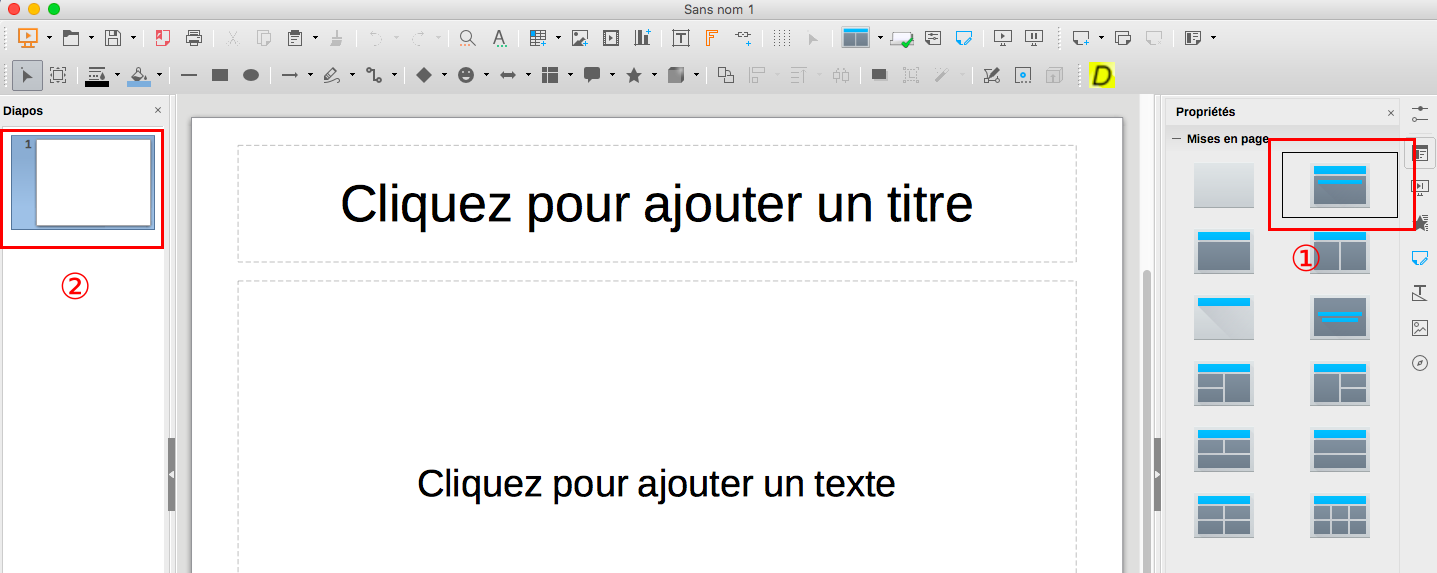 Sans nom 1
D
Diapos ×
1
②
Cliquez pour ajouter un titre
Cliquez pour ajouter un texte
Propriétés ×
Mises en page
①